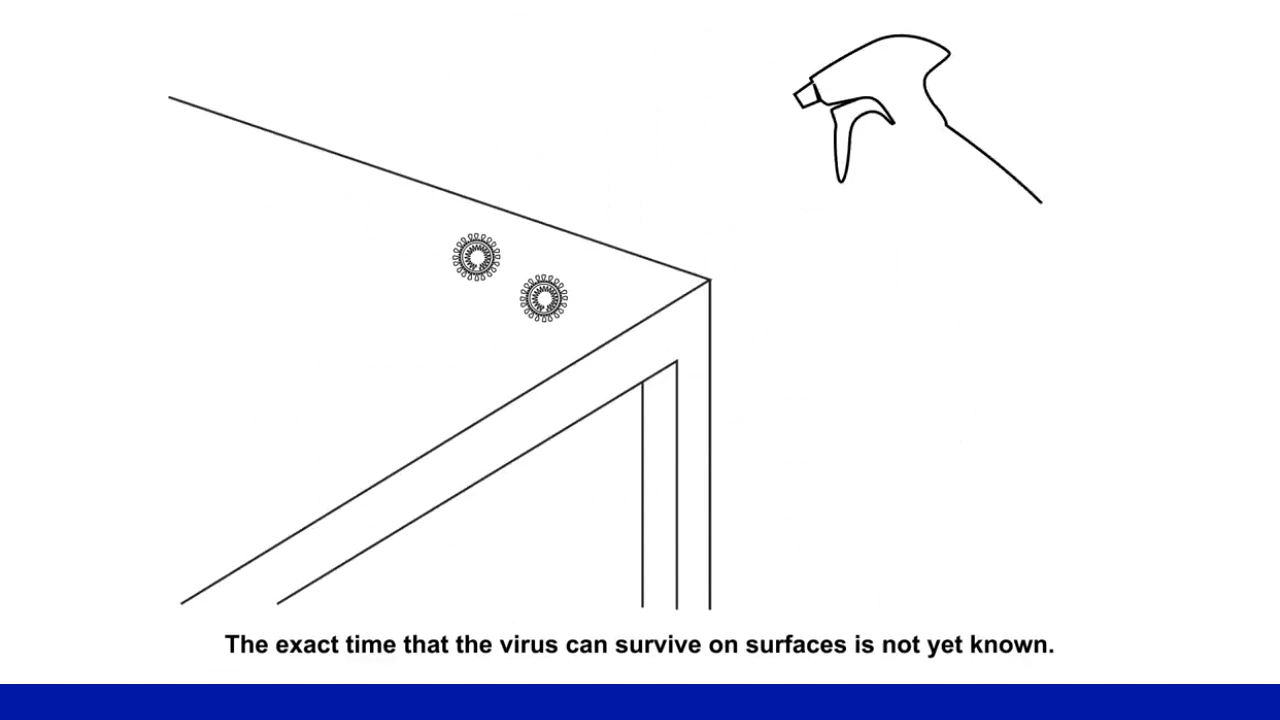 The exact time that the virus can survive on surfaces is not yet known.